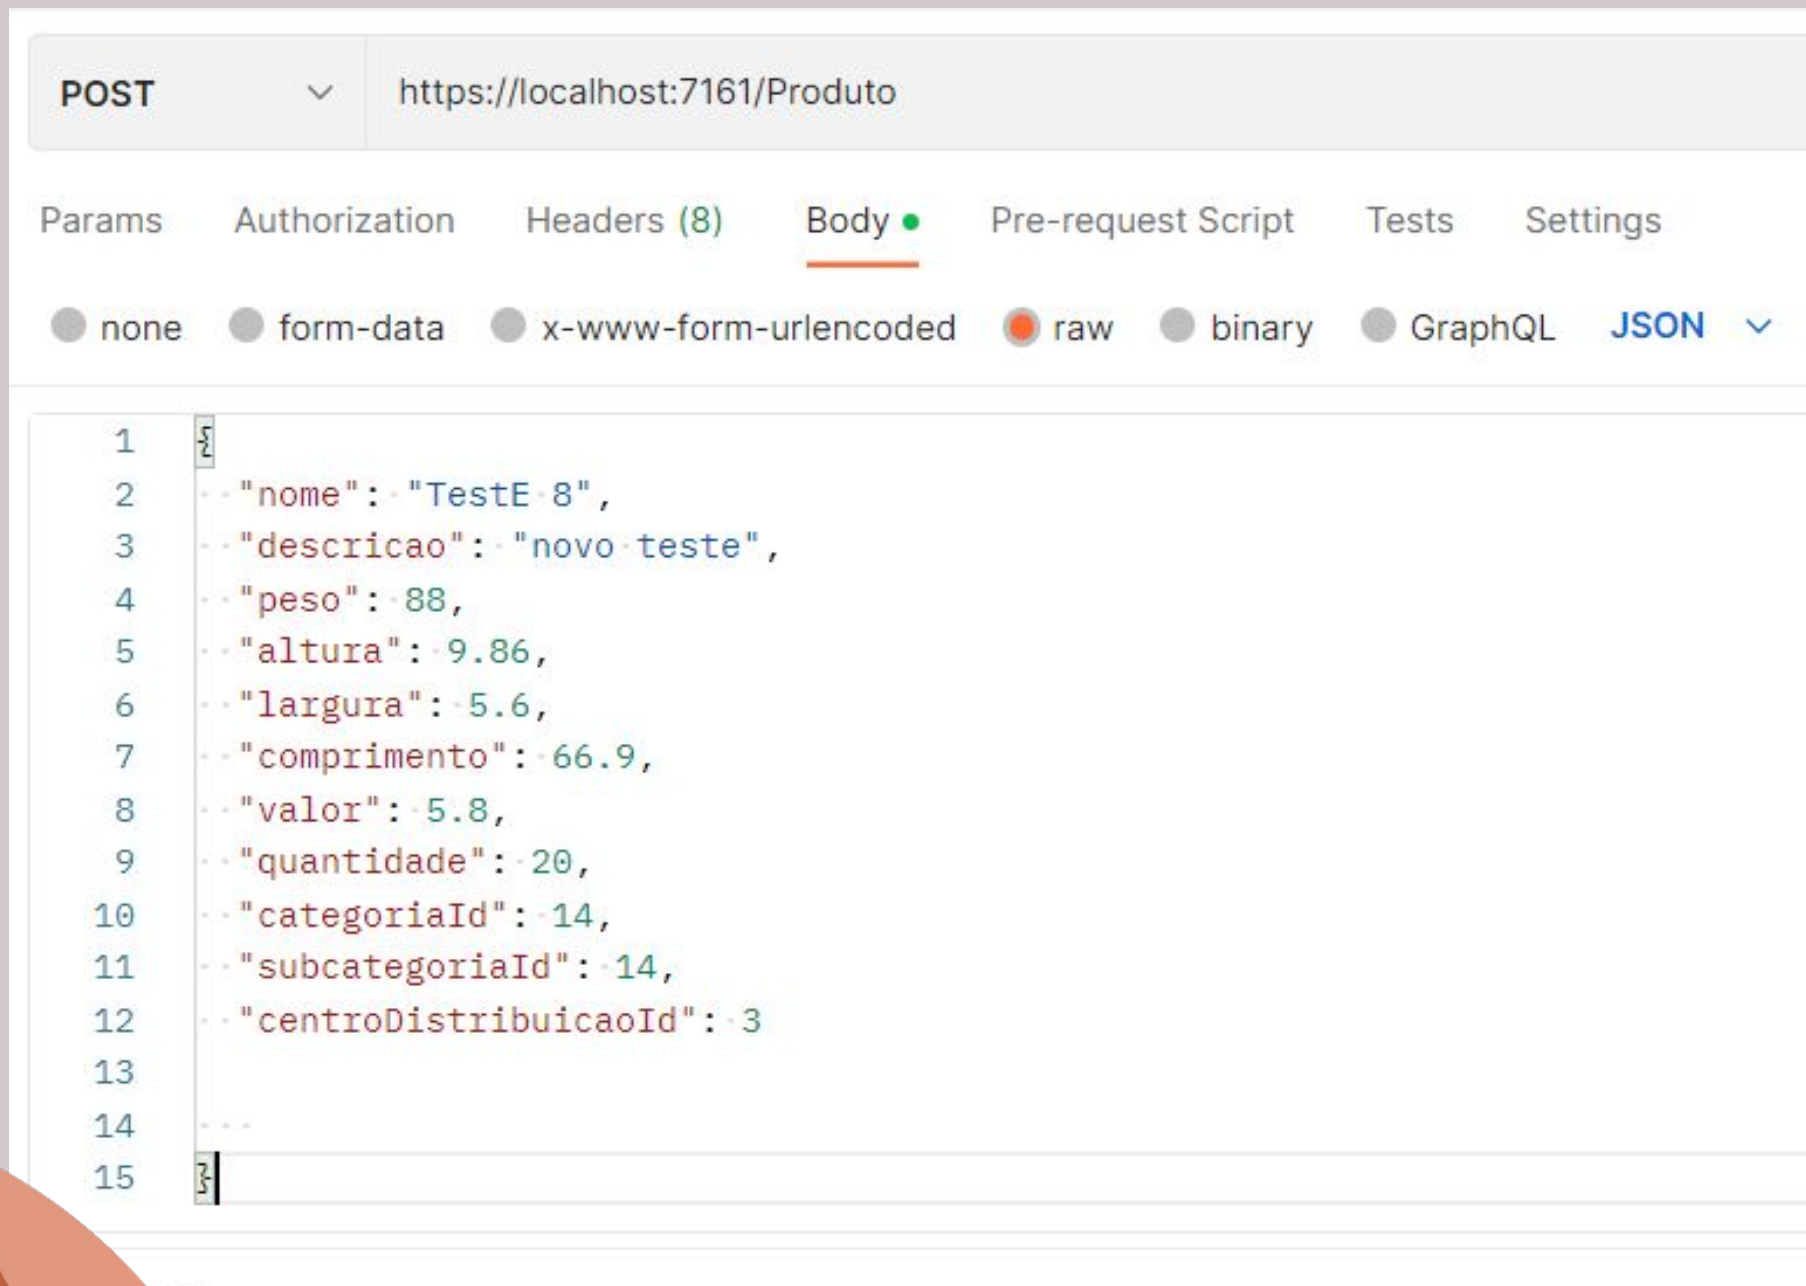 POST https://localhost:7161/Produto
Params Authorization Headers (8) Body Pre-request Script Tests Settings
none form-data x-www-form-urlencoded raw binary GraphQL JSON
1 {
2 "nome": "TestE 8",
3 "descricao": "novo teste",
4 "peso": 88,
5 "altura": 9.86,
6 "largura": 5.6,
7 "comprimento": 66.9,
8 "valor": 5.8,
9 "quantidade": 20,
10 "categoriaId": 14,
11 "subcategoriaId": 14,
12 "centroDistribuicaoId": 3
13
14
15 }